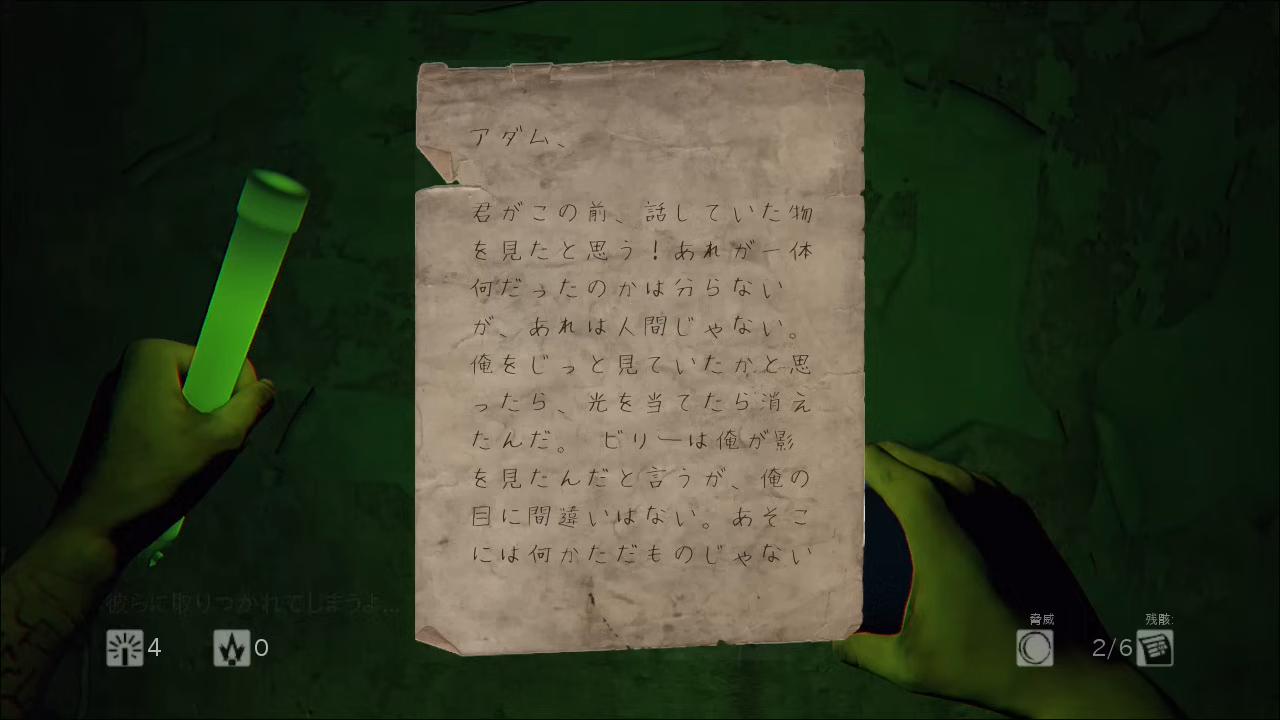 アダム、
君がこの前、話していた物
を見たと思う！あれが一体
何だったのかは分らない
が、あれは人間じゃない。
俺をじっと見ていたかと思
ったら、光を当てたら消え
たんだ。 ビリーは俺が影
を見たんだと言うが、俺の
目に間違いはない。あそこ
には何かただものじゃない
彼らに取りつかれてしまうよ...
4
0
脅威
残骸:
2/6